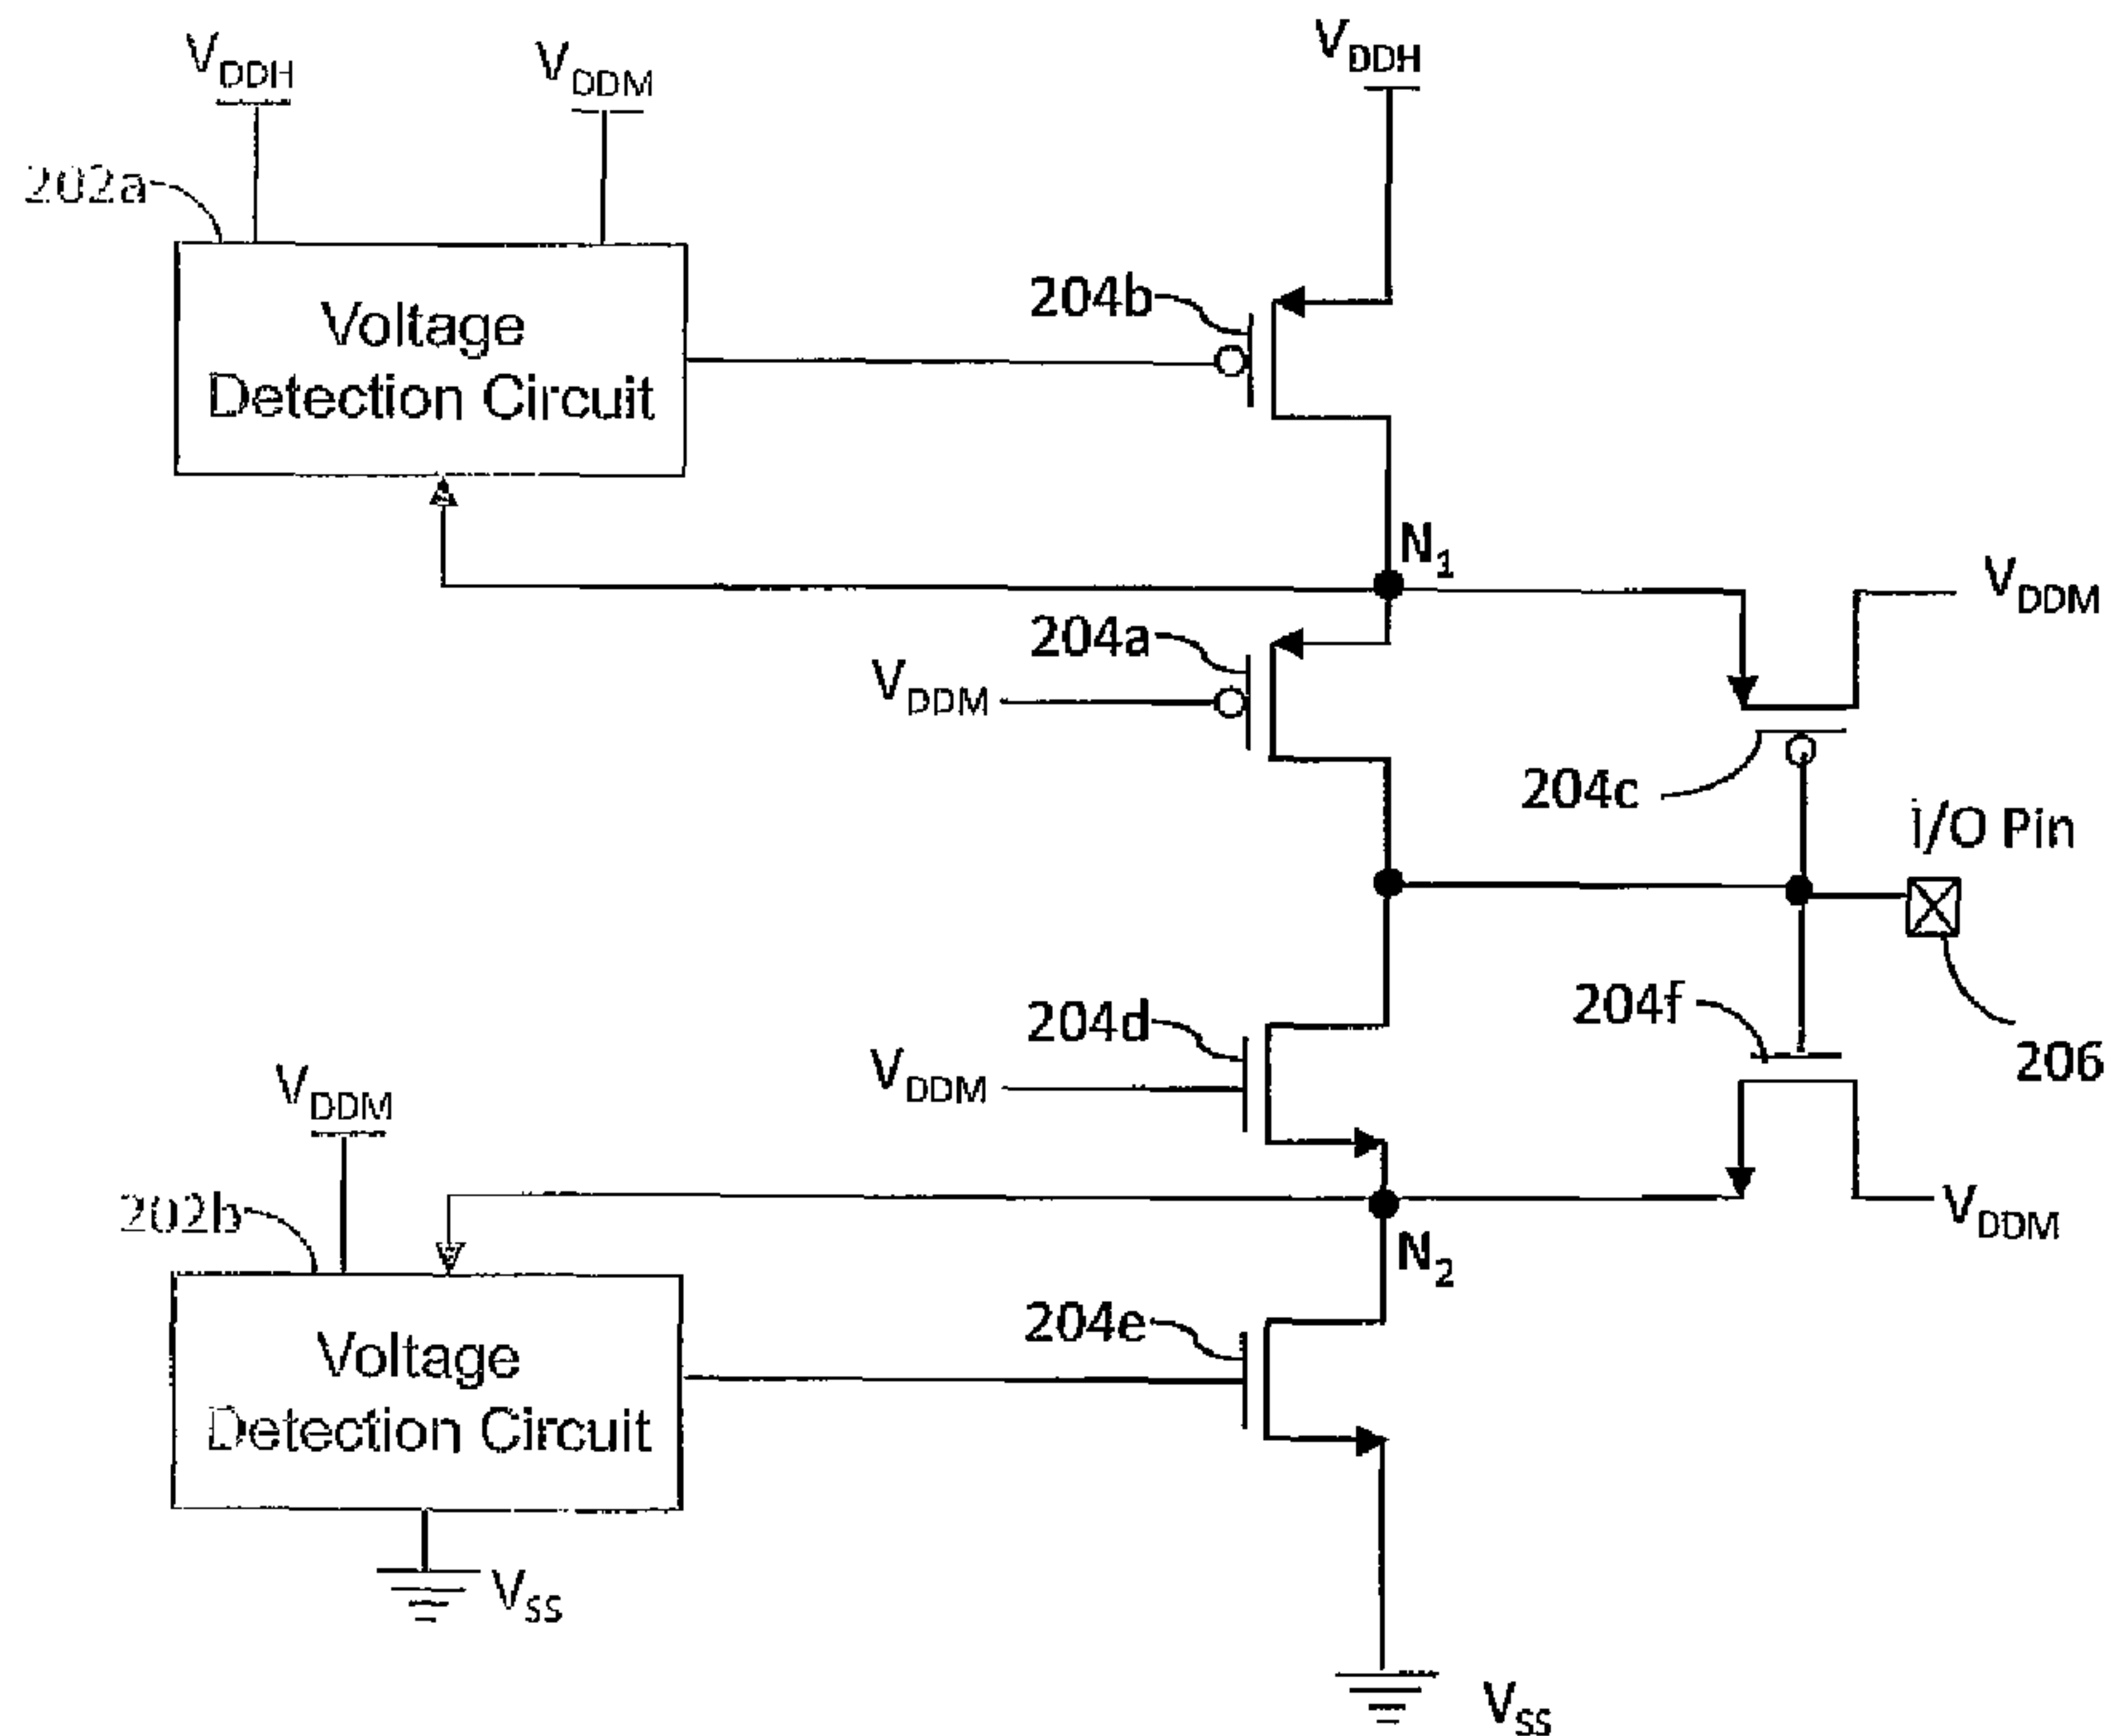 VDDH
VDDM
VDDH
202a
Voltage
Detection Circuit
204b
N1
VDDM
204a
VDDM
204c
i/O Pin
204d
204f
VDDM
206
VDDM
202b
VDDM
N2
Voltage
Detection Circuit
204e
VSS
VSS